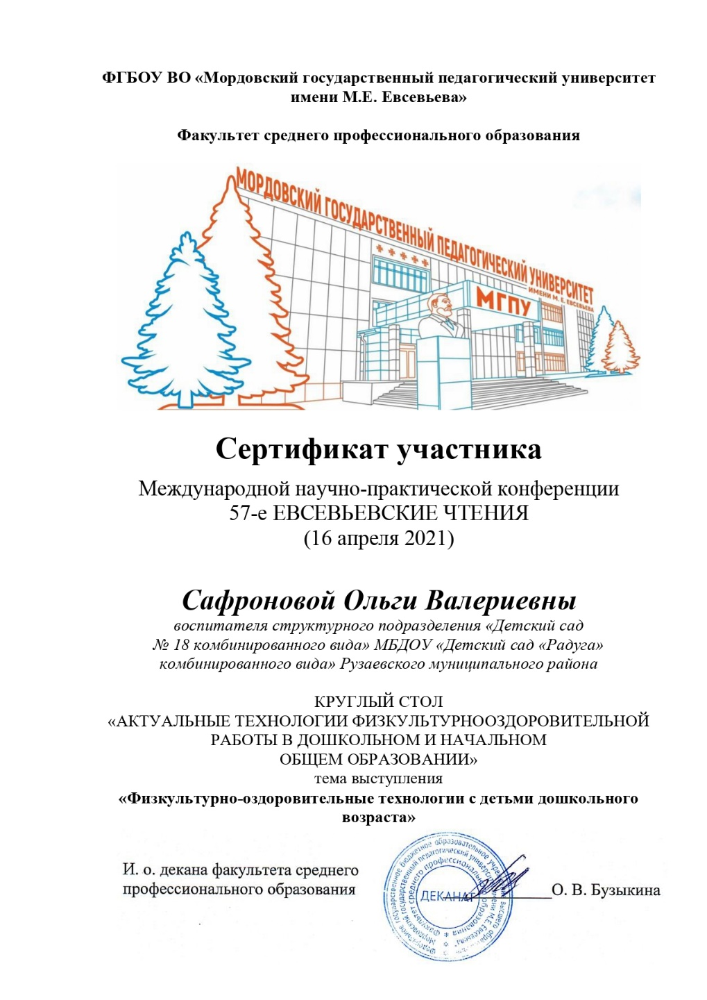 ФГБОУ ВО «Мордовский государственный педагогический университет
имени М.Е. Евсевьева»
Факультет среднего профессионального образования
МОРДОВСКИЙ ГОСУДАРСТВЕННЫЙ ПЕДАГОГИЧЕСКИЙ УНИВЕРСИТЕТ
ИМЕНИ М. Е. ЕВСЕВЬЕВА
МГПУ
Сертификат участника
Международной научно-практической конференции
57-е ЕВСЕВЬЕВСКИЕ ЧТЕНИЯ
(16 апреля 2021)
Сафроновой Ольги Валериевны
воспитателя структурного подразделения «Детский сад
№ 18 комбинированного вида» МБДОУ «Детский сад «Радуга»
комбинированного вида» Рузаевского муниципального района
КРУГЛЫЙ СТОЛ
«АКТУАЛЬНЫЕ ТЕХНОЛОГИИ ФИЗКУЛЬТУРНООЗДОРОВИТЕЛЬНОЙ
РАБОТЫ В ДОШКОЛЬНОМ И НАЧАЛЬНОМ
ОБЩЕМ ОБРАЗОВАНИИ»
тема выступления
«Физкультурно-оздоровительные технологии с детьми дошкольного
возраста»
И. о. декана факультета среднего
профессионального образования
О. В. Бузыкина
ДЕКАНАТ